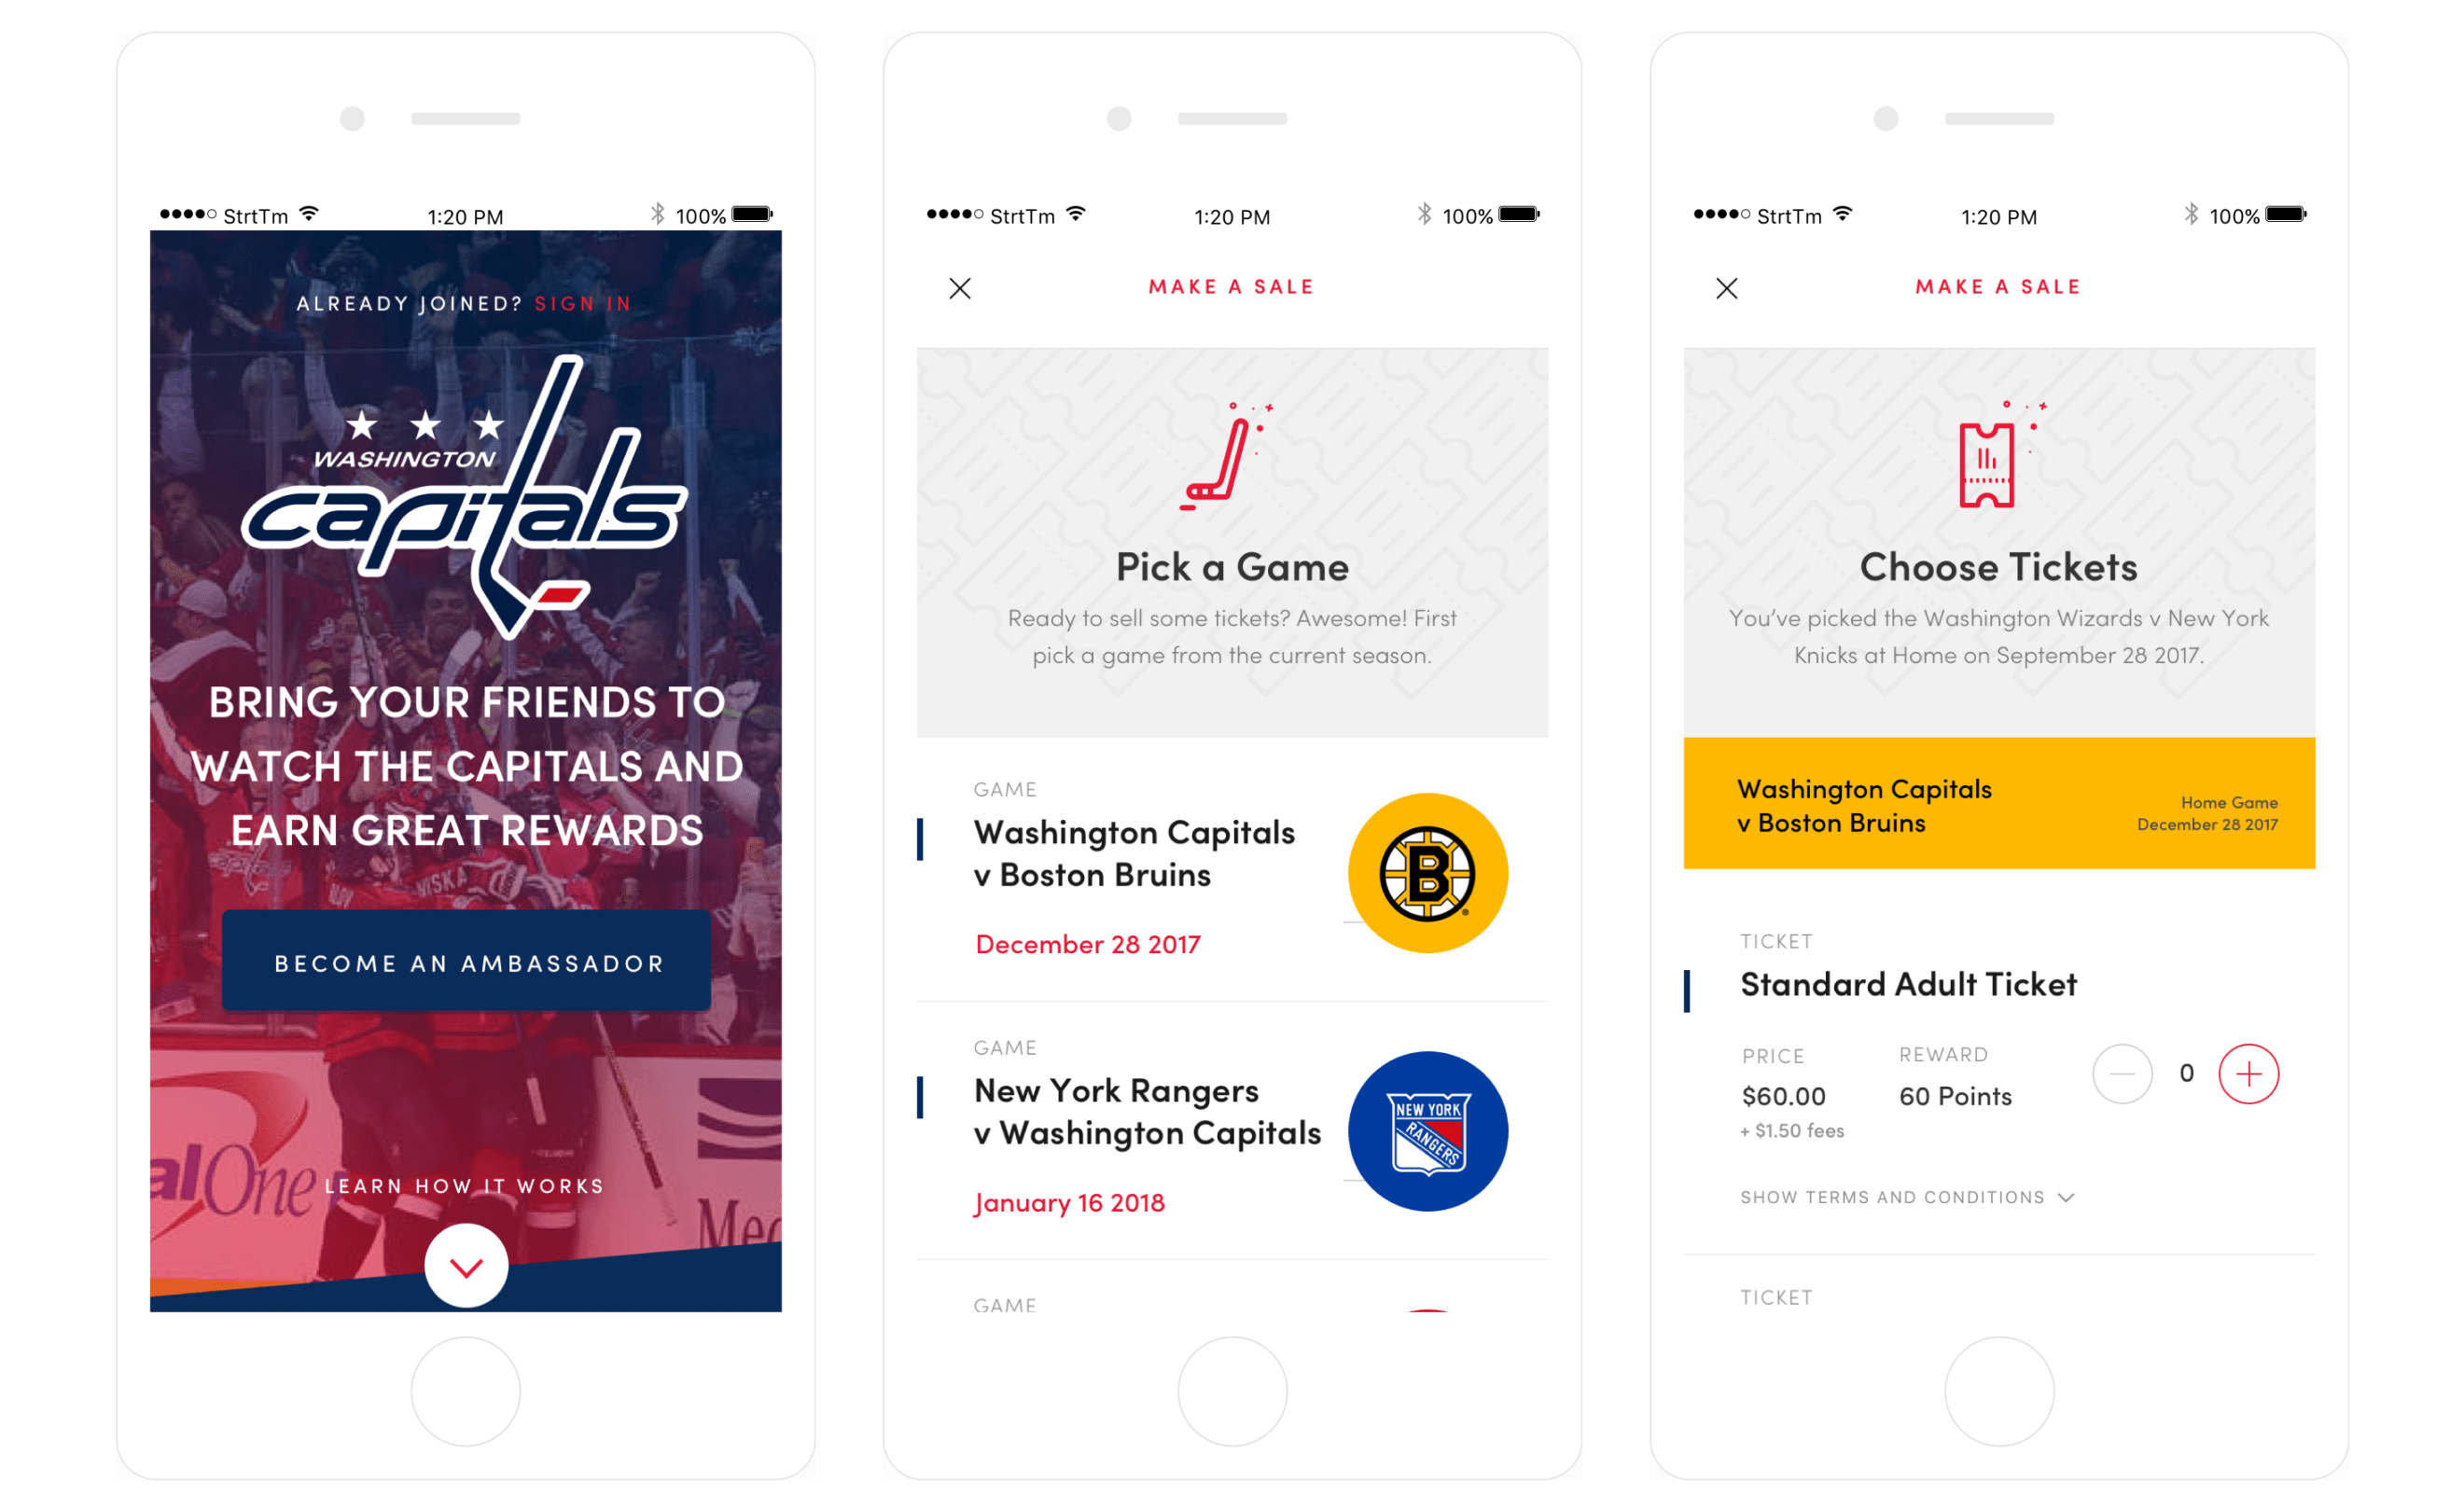 StrtTm 1:20 PM 100%
ALREADY JOINED? SIGN IN
WASHINGTON
capitals
BRING YOUR FRIENDS TO
WATCH THE CAPITALS AND
EARN GREAT REWARDS
NISKA
BECOME AN AMBASSADOR
alOne
LEARN HOW IT WORKS
Med
StrtTm 1:20 PM 100%
MAKE A SALE
Pick a Game
Ready to sell some tickets? Awesome! First
pick a game from the current season.
GAME
Washington Capitals
v Boston Bruins
B
®
December 28 2017
GAME
New York Rangers
v Washington Capitals
NEW YORK
RANGERS
January 16 2018
GAME
StrtTm 1:20 PM 100%
MAKE A SALE
Choose Tickets
You’ve picked the Washington Wizards v New York
Knicks at Home on September 28 2017.
Washington Capitals
v Boston Bruins
Home Game
December 28 2017
TICKET
Standard Adult Ticket
PRICE
$60.00
+ $1.50 fees
REWARD
60 Points
0
SHOW TERMS AND CONDITIONS
TICKET